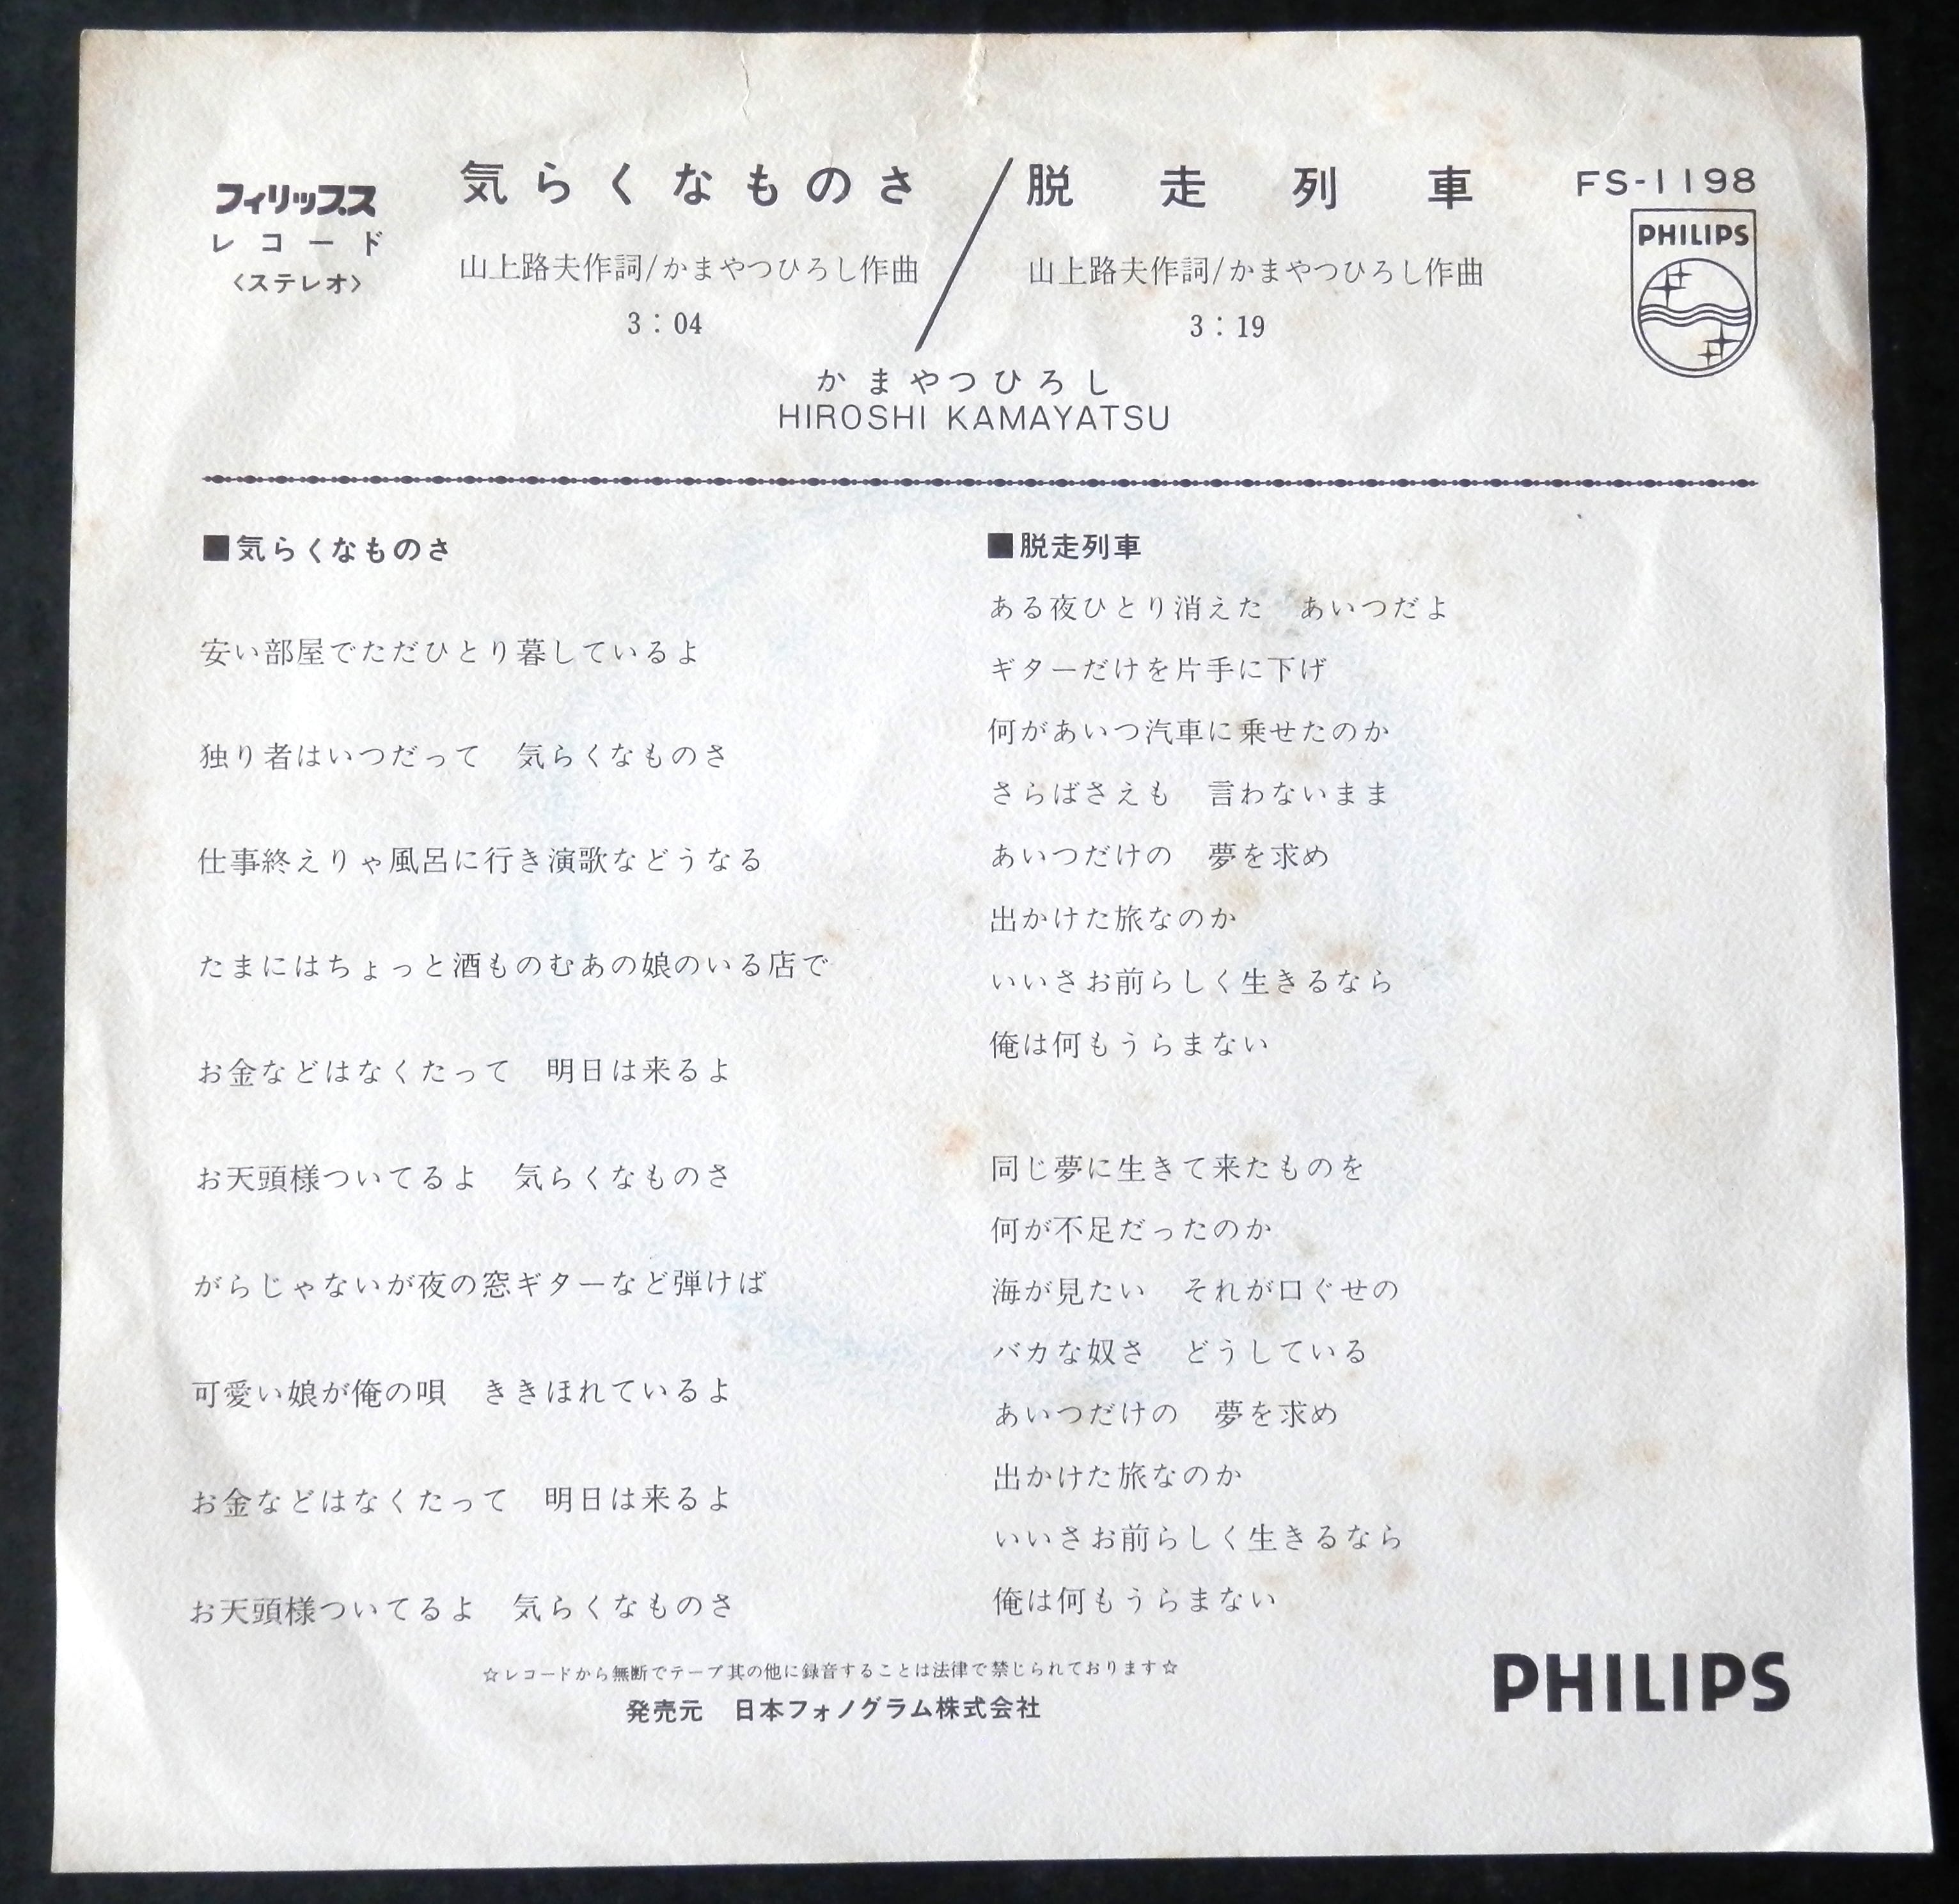 フィリップス
レコード
〈ステレオ〉
気らくなものさ/脱走列車
山上路夫作詞/かまやつひろし作曲
3:04
山上路夫作詞/かまやつひろし作曲
3:19
かまやつひろし
HIROSHI KAMAYATSU
FS-1198
PHILIPS
■気らくなものさ
安い部屋でただひとり暮しているよ
独り者はいつだって　気らくなものさ
仕事終えりゃ風呂に行き演歌などうなる
たまにはちょっと酒ものむあの娘のいる店で
お金などはなくたって　明日は来るよ
お天頭様ついてるよ　気らくなものさ
がらじゃないが夜の窓ギターなど弾けば
可愛い娘が俺の唄　ききほれているよ
お金などはなくたって　明日は来るよ
お天頭様ついてるよ　気らくなものさ
■脱走列車
ある夜ひとり消えた　あいつだよ
ギターだけを片手に下げ
何があいつ汽車に乗せたのか
さらばさえも　言わないまま
あいつだけの　夢を求め
出かけた旅なのか
いいさお前らしく生きるなら
俺は何もうらまない
同じ夢に生きて来たものを
何が不足だったのか
海が見たい　それが口ぐせの
バカな奴さ　どうしている
あいつだけの　夢を求め
出かけた旅なのか
いいさお前らしく生きるなら
俺は何もうらまない
☆レコードから無断でテープ其の他に録音することは法律で禁じられております☆
発売元　日本フォノグラム株式会社
PHILIPS